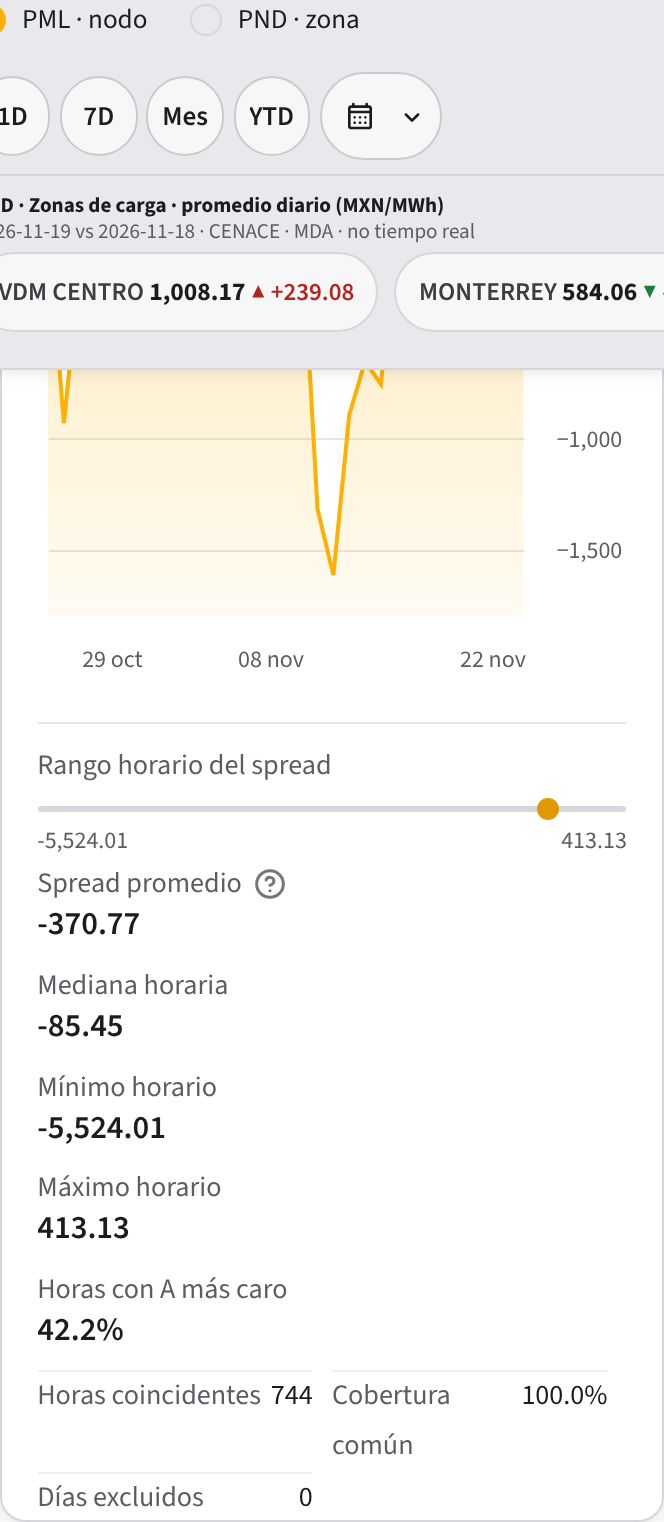 PML · nodo PND · zona
1D 7D Mes YTD
D · Zonas de carga · promedio diario (MXN/MWh)
26-11-19 vs 2026-11-18 · CENACE · MDA · no tiempo real
VDM CENTRO 1,008.17 ▲ +239.08 MONTERREY 584.06 ▼
−1,000
−1,500
29 oct 08 nov 22 nov
Rango horario del spread
-5,524.01 413.13
Spread promedio ?
-370.77
Mediana horaria
-85.45
Mínimo horario
-5,524.01
Máximo horario
413.13
Horas con A más caro
42.2%
Horas coincidentes 744 Cobertura 100.0%
común
Días excluidos 0